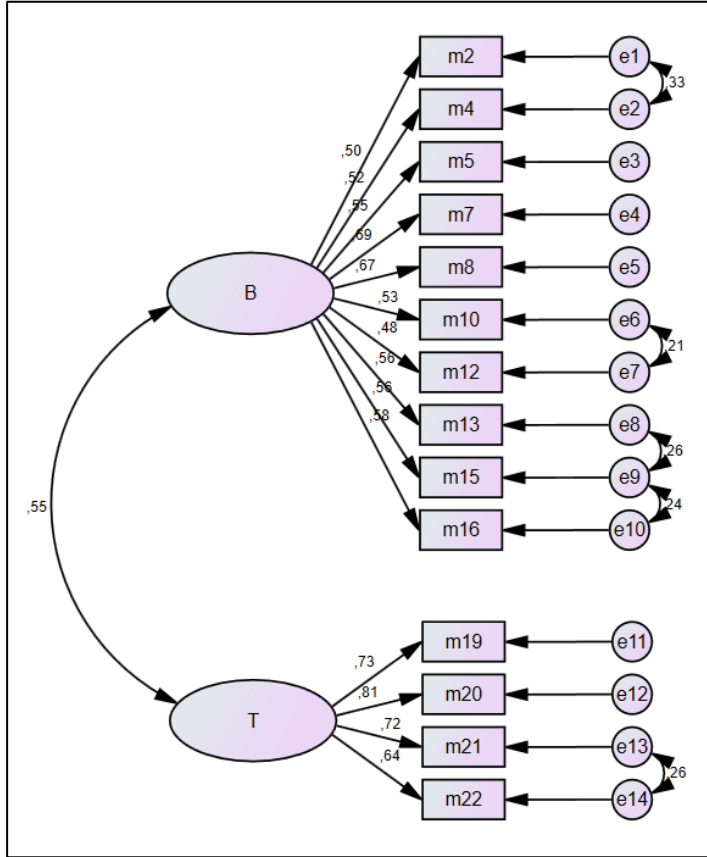 m2
e1
,33
m4
e2
,50
m5
e3
,52
,55
m7
e4
,69
,67
m8
e5
B
,53
m10
e6
,48
,21
m12
e7
,56
,56
m13
e8
,58
,26
m15
e9
,24
m16
e10
,55
m19
e11
,73
,81
m20
e12
T
,72
m21
e13
,64
,26
m22
e14